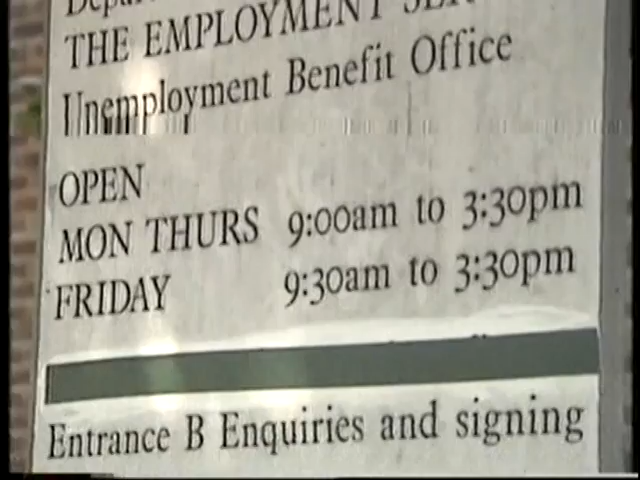 THE EMPLOYMENT
Unemployment Benefit Office
OPEN
MON THURS 9:00am to 3:30pm
FRIDAY 9:30am to 3:30pm
Entrance B Enquiries and signing